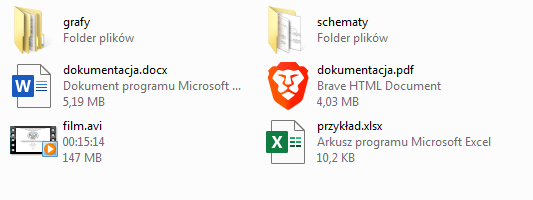 grafy
Folder plików
schematy
Folder plików
dokumentacja.docx
Dokument programu Microsoft ...
5,19 MB
dokumentacja.pdf
Brave HTML Document
4,03 MB
film.avi
00:15:14
147 MB
przykład.xlsx
Arkusz programu Microsoft Excel
10,2 KB